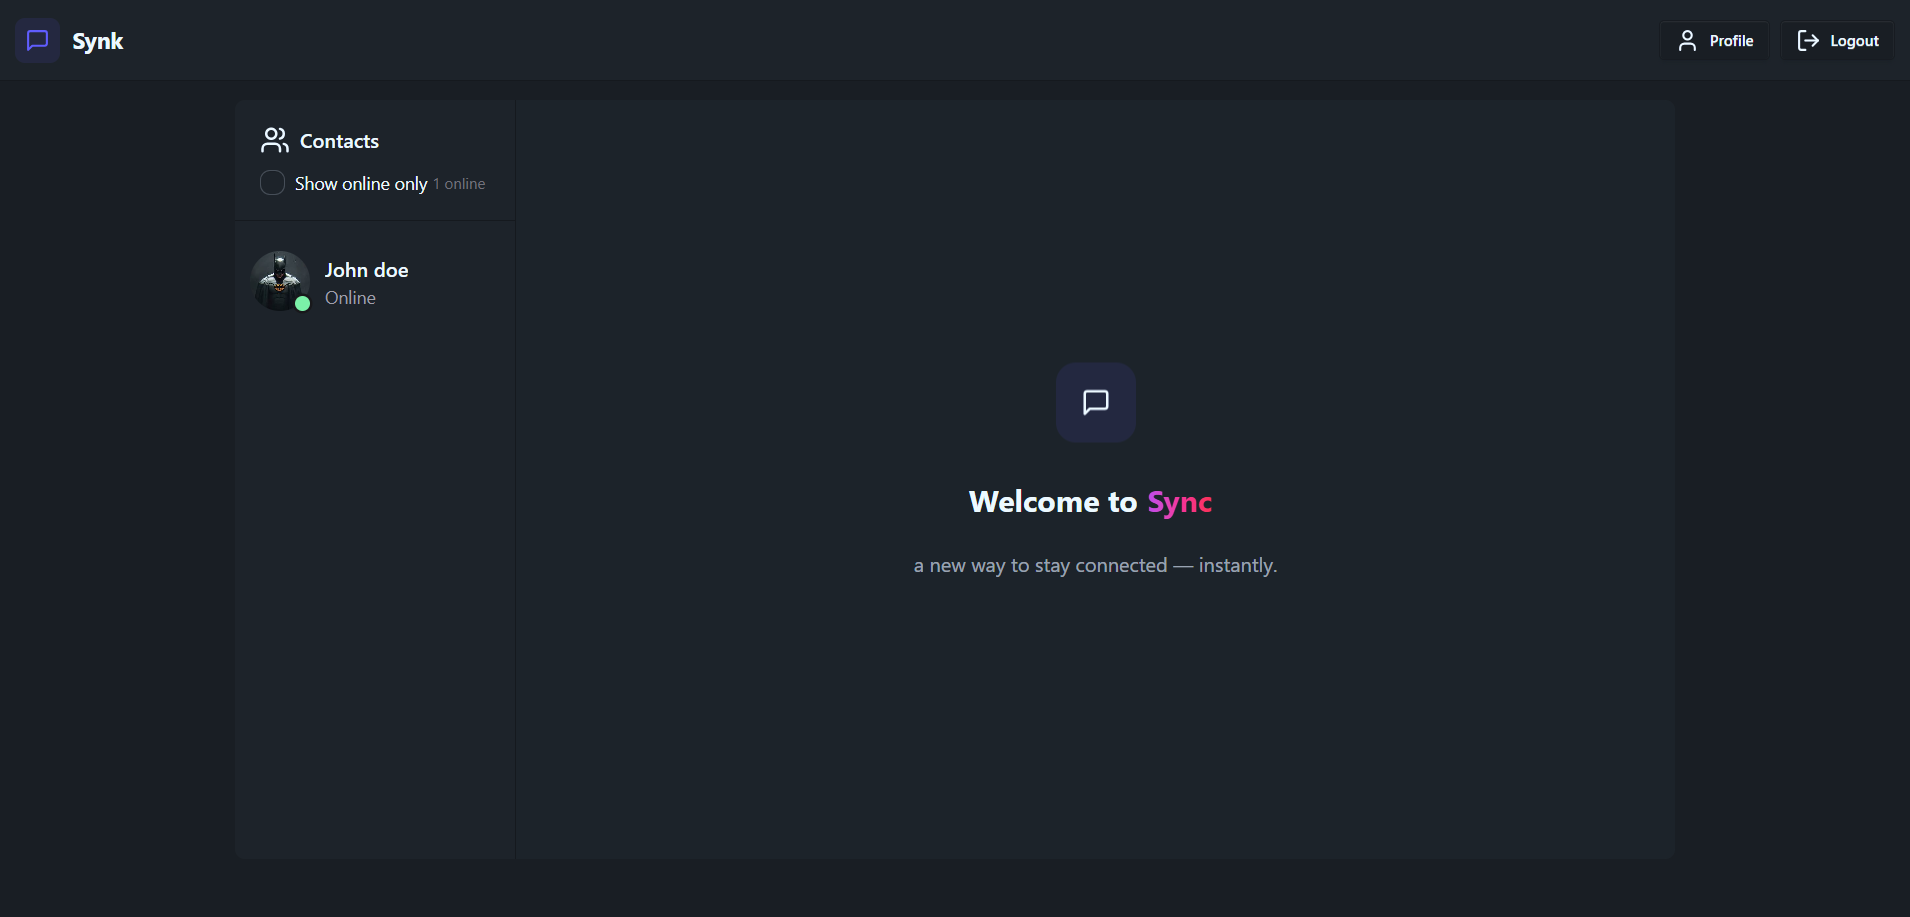 Synk
Profile
Logout
Contacts
Show online only 1 online
John doe
Online
Welcome to Sync
a new way to stay connected — instantly.